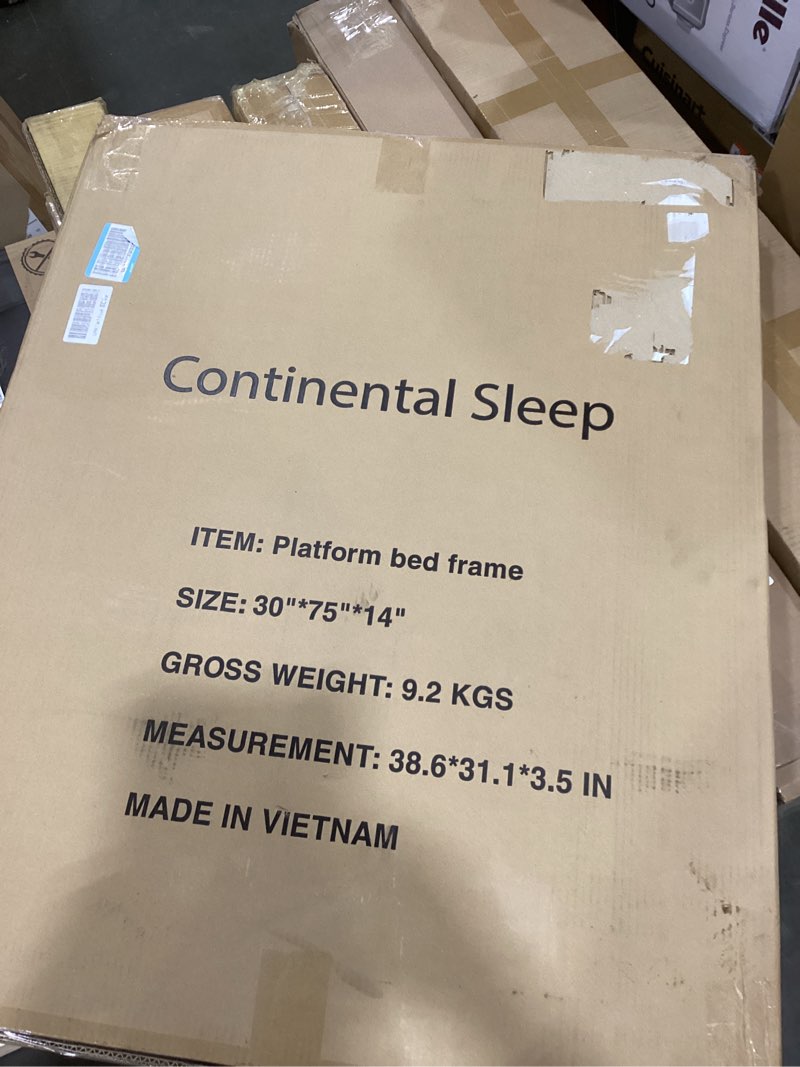 Cuisinart
Continental Sleep
ITEM: Platform bed frame
SIZE: 30"*75"*14"
GROSS WEIGHT: 9.2 KGS
MEASUREMENT: 38.6*31.1*3.5 IN
MADE IN VIETNAM